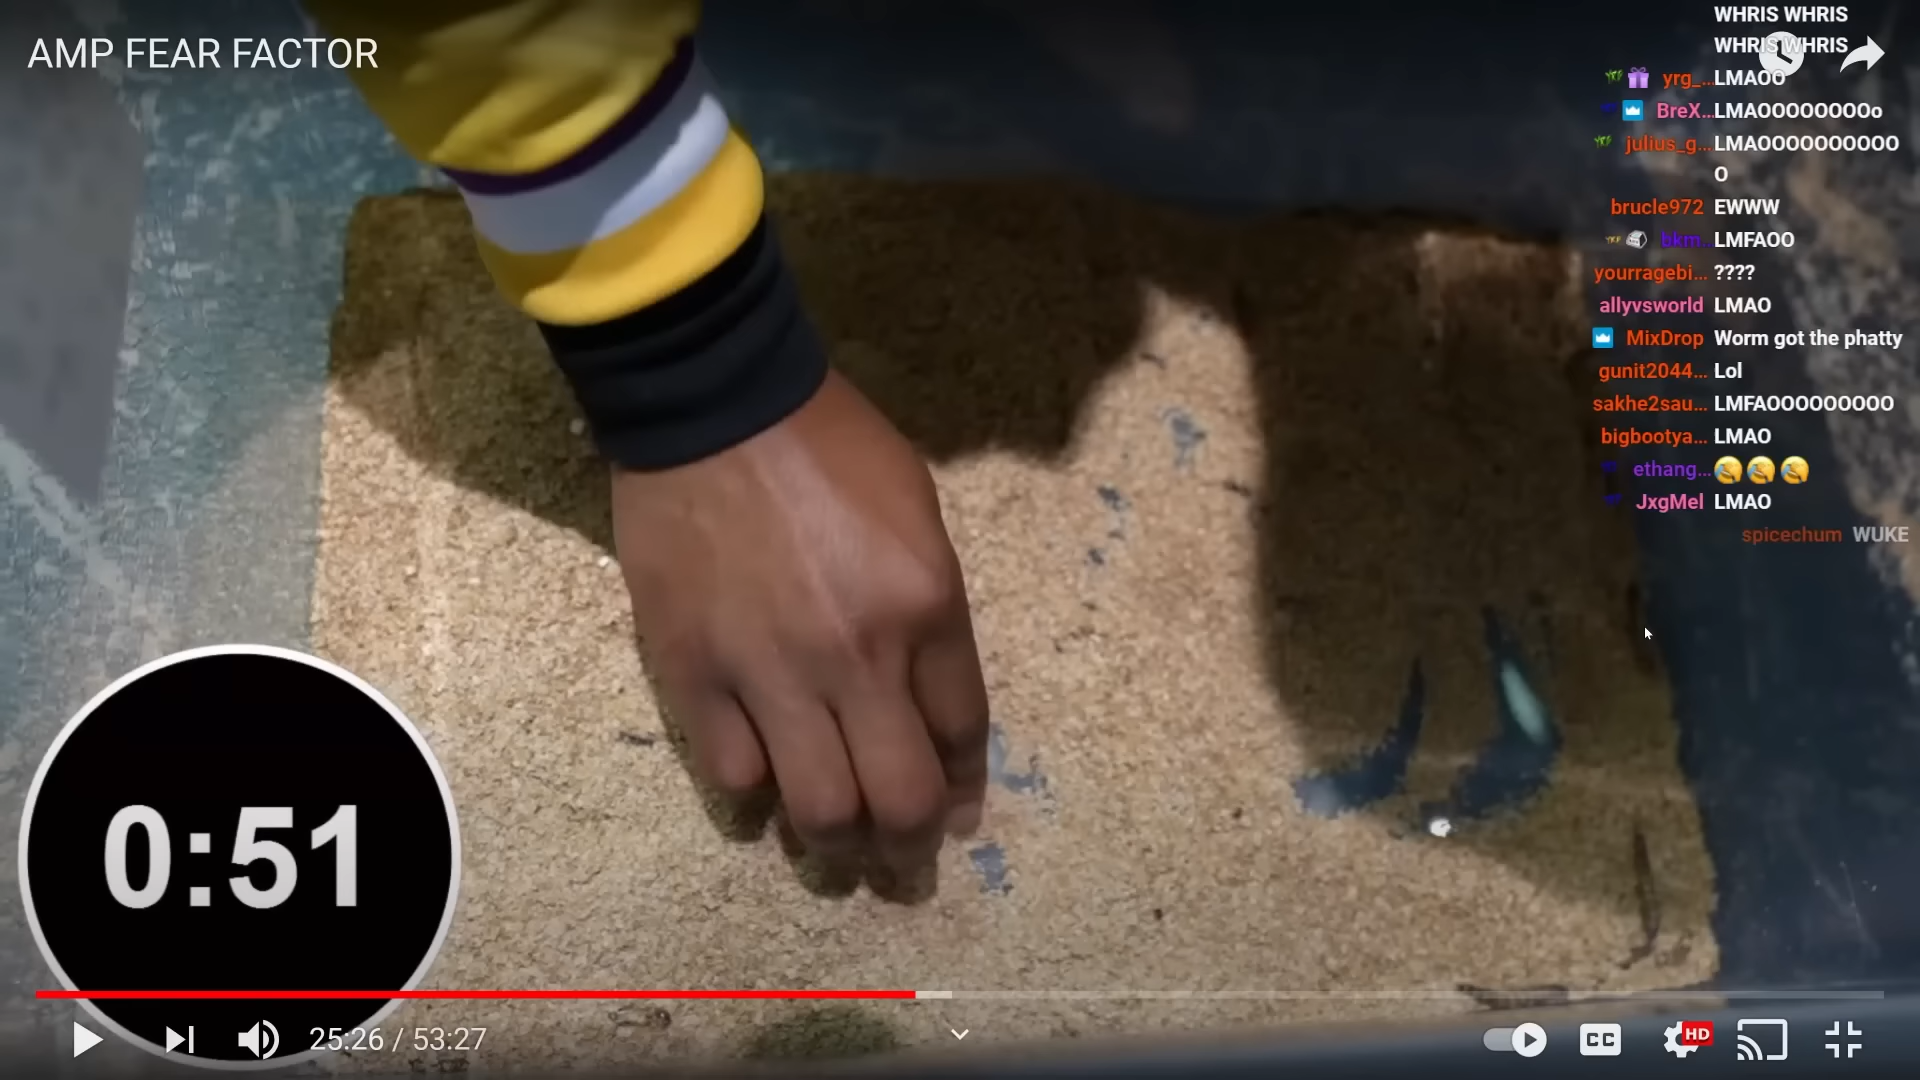 AMP FEAR FACTOR
WHRIS WHRIS
WHRIS WHRIS
yrg_... LMAOO
BreX... LMAOOOOOOOOo
julius_g... LMAOOOOOOOOOO
O
brucle972 EWWW
bkm... LMFAOO
yourragebi... ????
allyvsworld LMAO
MixDrop Worm got the phatty
gunit2044... Lol
sakhe2sau... LMFAOOOOOOOOO
bigbootya... LMAO
ethang...
JxgMel LMAO
spicechum WUKE
0:51
25:26 / 53:27
CC
HD